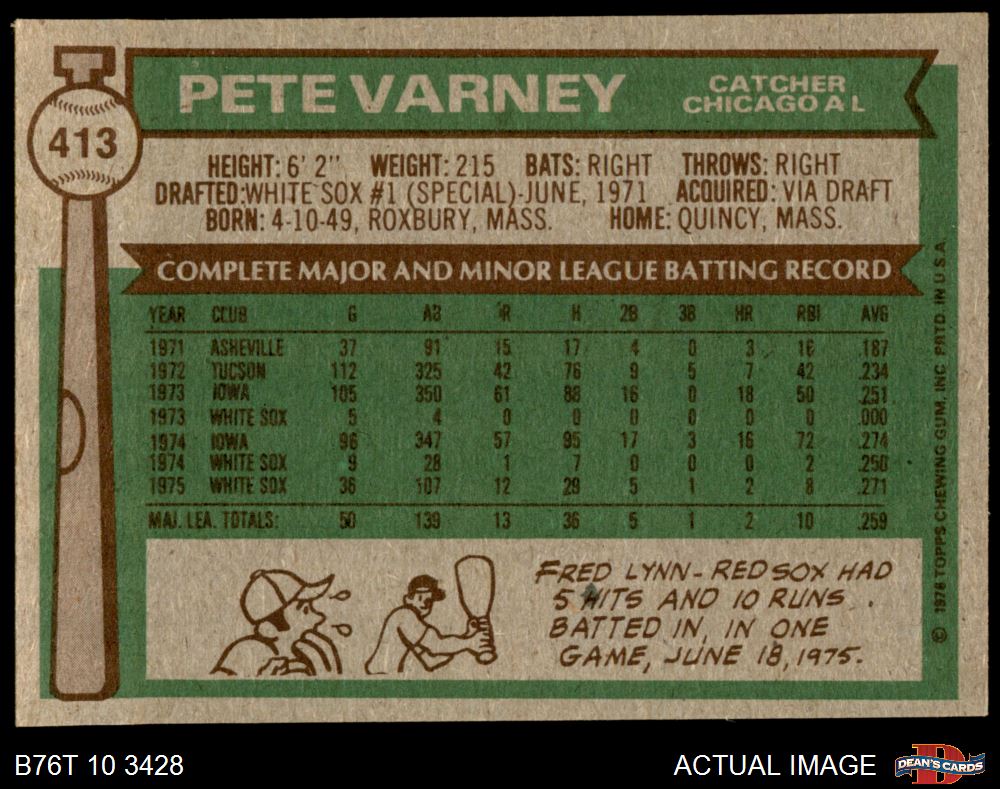 PETE VARNEY
CATCHER
CHICAGO A L
413
HEIGHT: 6' 2" WEIGHT: 215 BATS: RIGHT THROWS: RIGHT
DRAFTED: WHITE SOX #1 (SPECIAL)-JUNE, 1971 ACQUIRED: VIA DRAFT
BORN: 4-10-49, ROXBURY, MASS. HOME: QUINCY, MASS.
COMPLETE MAJOR AND MINOR LEAGUE BATTING RECORD
YEAR CLUB G AB R H 2B 3B HR RBI AVG
1971 ASHEVILLE 37 91 15 17 4 0 3 16 .187
1972 TUCSON 112 325 42 76 9 5 7 42 .234
1973 IOWA 105 350 61 88 16 0 18 50 .251
1973 WHITE SOX 5 4 0 0 0 0 0 0 .000
1974 IOWA 96 347 57 95 17 3 16 72 .274
1974 WHITE SOX 9 28 1 7 0 0 0 2 .250
1975 WHITE SOX 36 107 12 29 5 1 2 8 .271
MAJ. LEA. TOTALS: 50 139 13 36 5 1 2 10 .259
FRED LYNN-RED SOX HAD
5 HITS AND 10 RUNS
BATTED IN, IN ONE
GAME, JUNE 18, 1975.
© 1976 TOPPS CHEWING GUM, INC. PRTD. IN U.S.A.
B76T 10 3428
ACTUAL IMAGE
D
DEAN'S CARDS